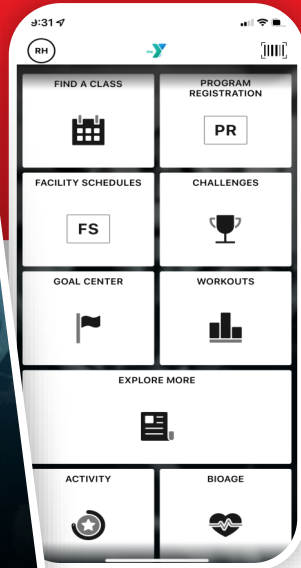 9:31
RH
the
FIND A CLASS
PROGRAM
REGISTRATION
PR
FACILITY SCHEDULES
CHALLENGES
FS
GOAL CENTER
WORKOUTS
EXPLORE MORE
ACTIVITY
BIOAGE